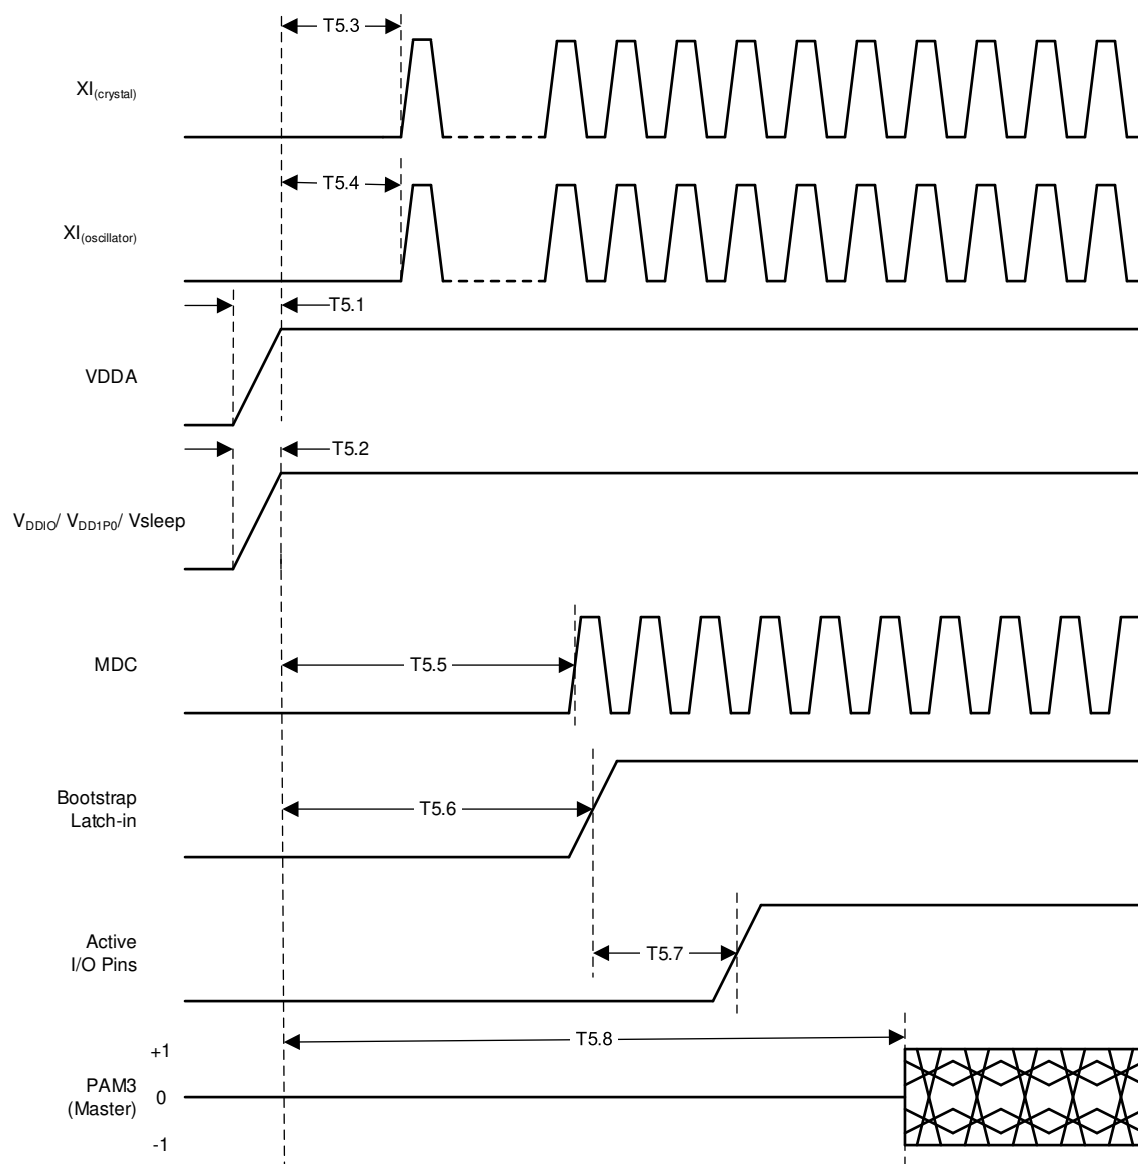 T5.3
XI(crystal)
T5.4
XI(oscillator)
T5.1
VDDA
T5.2
VDDIO/ VDD1P0/ Vsleep
MDC
T5.5
Bootstrap
Latch-in
T5.6
Active
I/O Pins
T5.7
T5.8
+1
PAM3
(Master)
0
-1